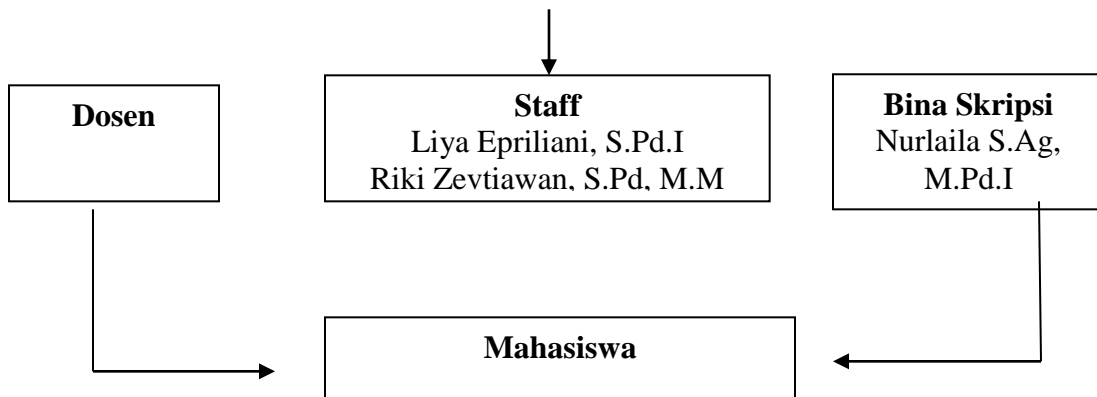 Dosen
Staff
Liya Epriliani, S.Pd.I
Riki Zevtiawan, S.Pd, M.M
Bina Skripsi
Nurlaila S.Ag,
M.Pd.I
Mahasiswa